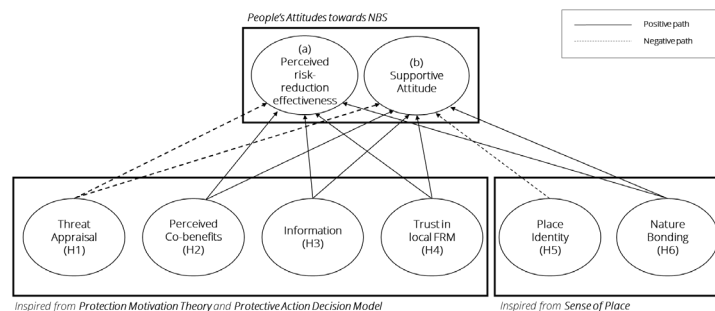 People's Attitudes towards NBS
Positive path
Negative path
(a)
Perceived
risk-
reduction
effectiveness
(b)
Supportive
Attitude
Threat
Appraisal
(H1)
Perceived
Co-benefits
(H2)
Information
(H3)
Trust in
local FRM
(H4)
Place
Identity
(H5)
Nature
Bonding
(H6)
Inspired from Protection Motivation Theory and Protective Action Decision Model
Inspired from Sense of Place